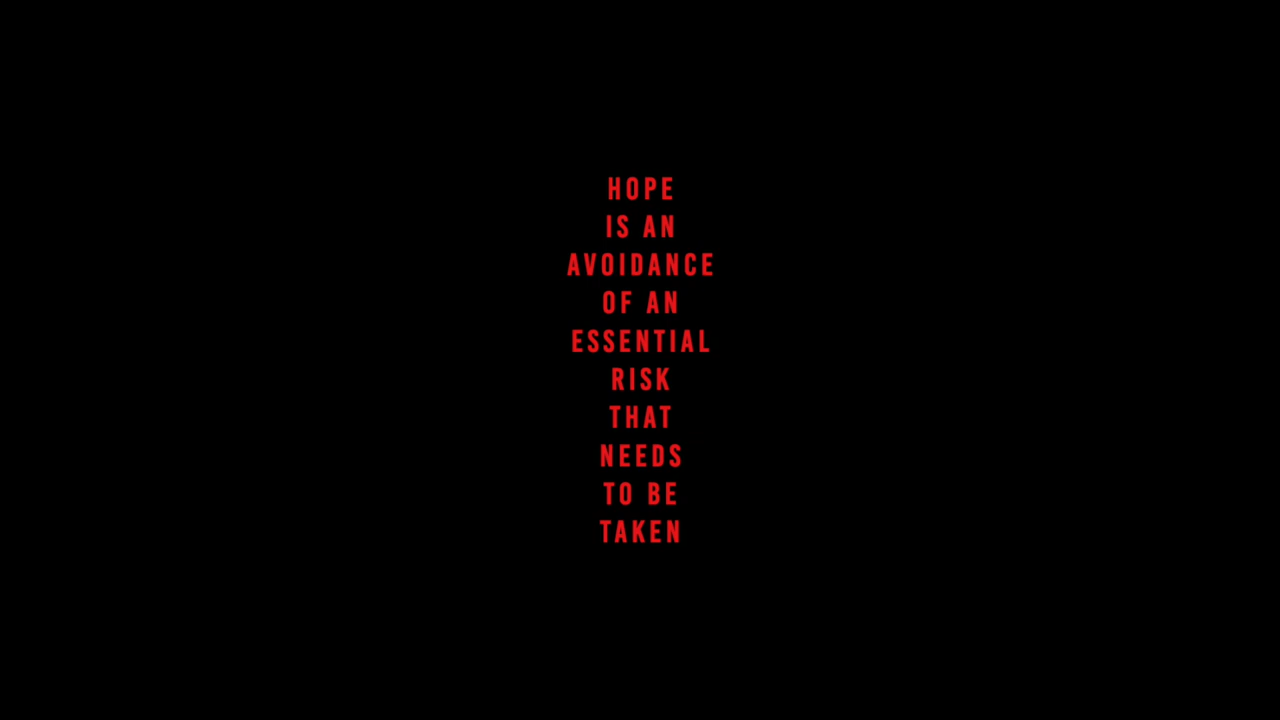 HOPE
IS AN
AVOIDANCE
OF AN
ESSENTIAL
RISK
THAT
NEEDS
TO BE
TAKEN